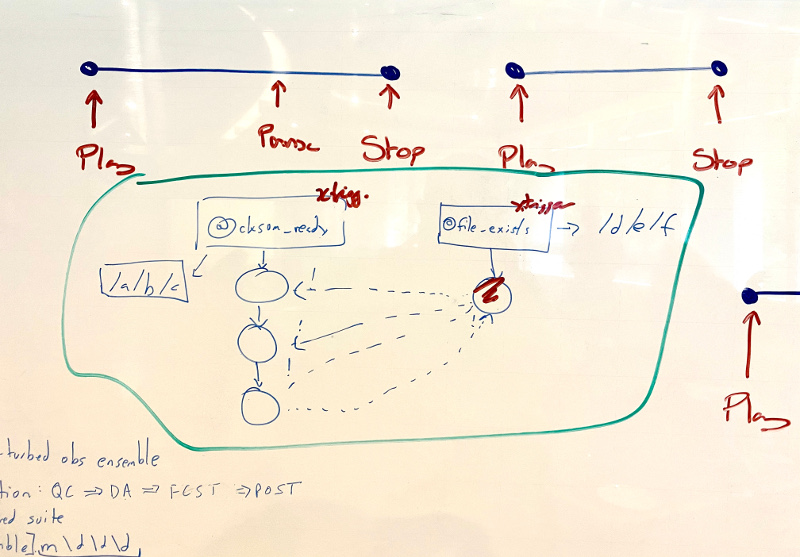 Play
Pause
Stop
Play
Stop
xtrigg.
@ckson_ready
/a/b/c
xtrigger
@file_exists → /d/e/f
!
!
!
!
Play
turbed obs ensemble
tion: QC ⇒ DA ⇒ FCST ⇒ POST
ed suite
mble].m\d\d\d